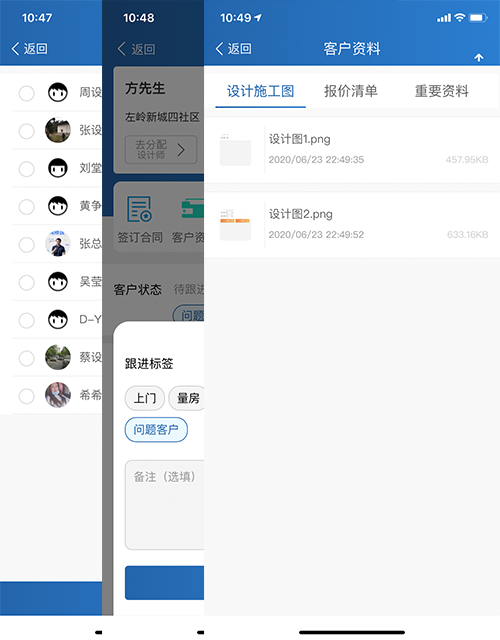 10:47
返回
周设
张设
刘堂
黄争
张总
吴莹
D-Y
蔡设
希希
10:48
返回
方先生
左岭新城四社区
去分配
设计师
签订合同
客户资
客户状态
待跟进
问题
跟进标签
上门
量房
问题客户
备注（选填）
10:49
返回
客户资料
设计施工图
报价清单
重要资料
设计图1.png
2020/06/23 22:49:35
457.95KB
设计图2.png
2020/06/23 22:49:52
633.16KB